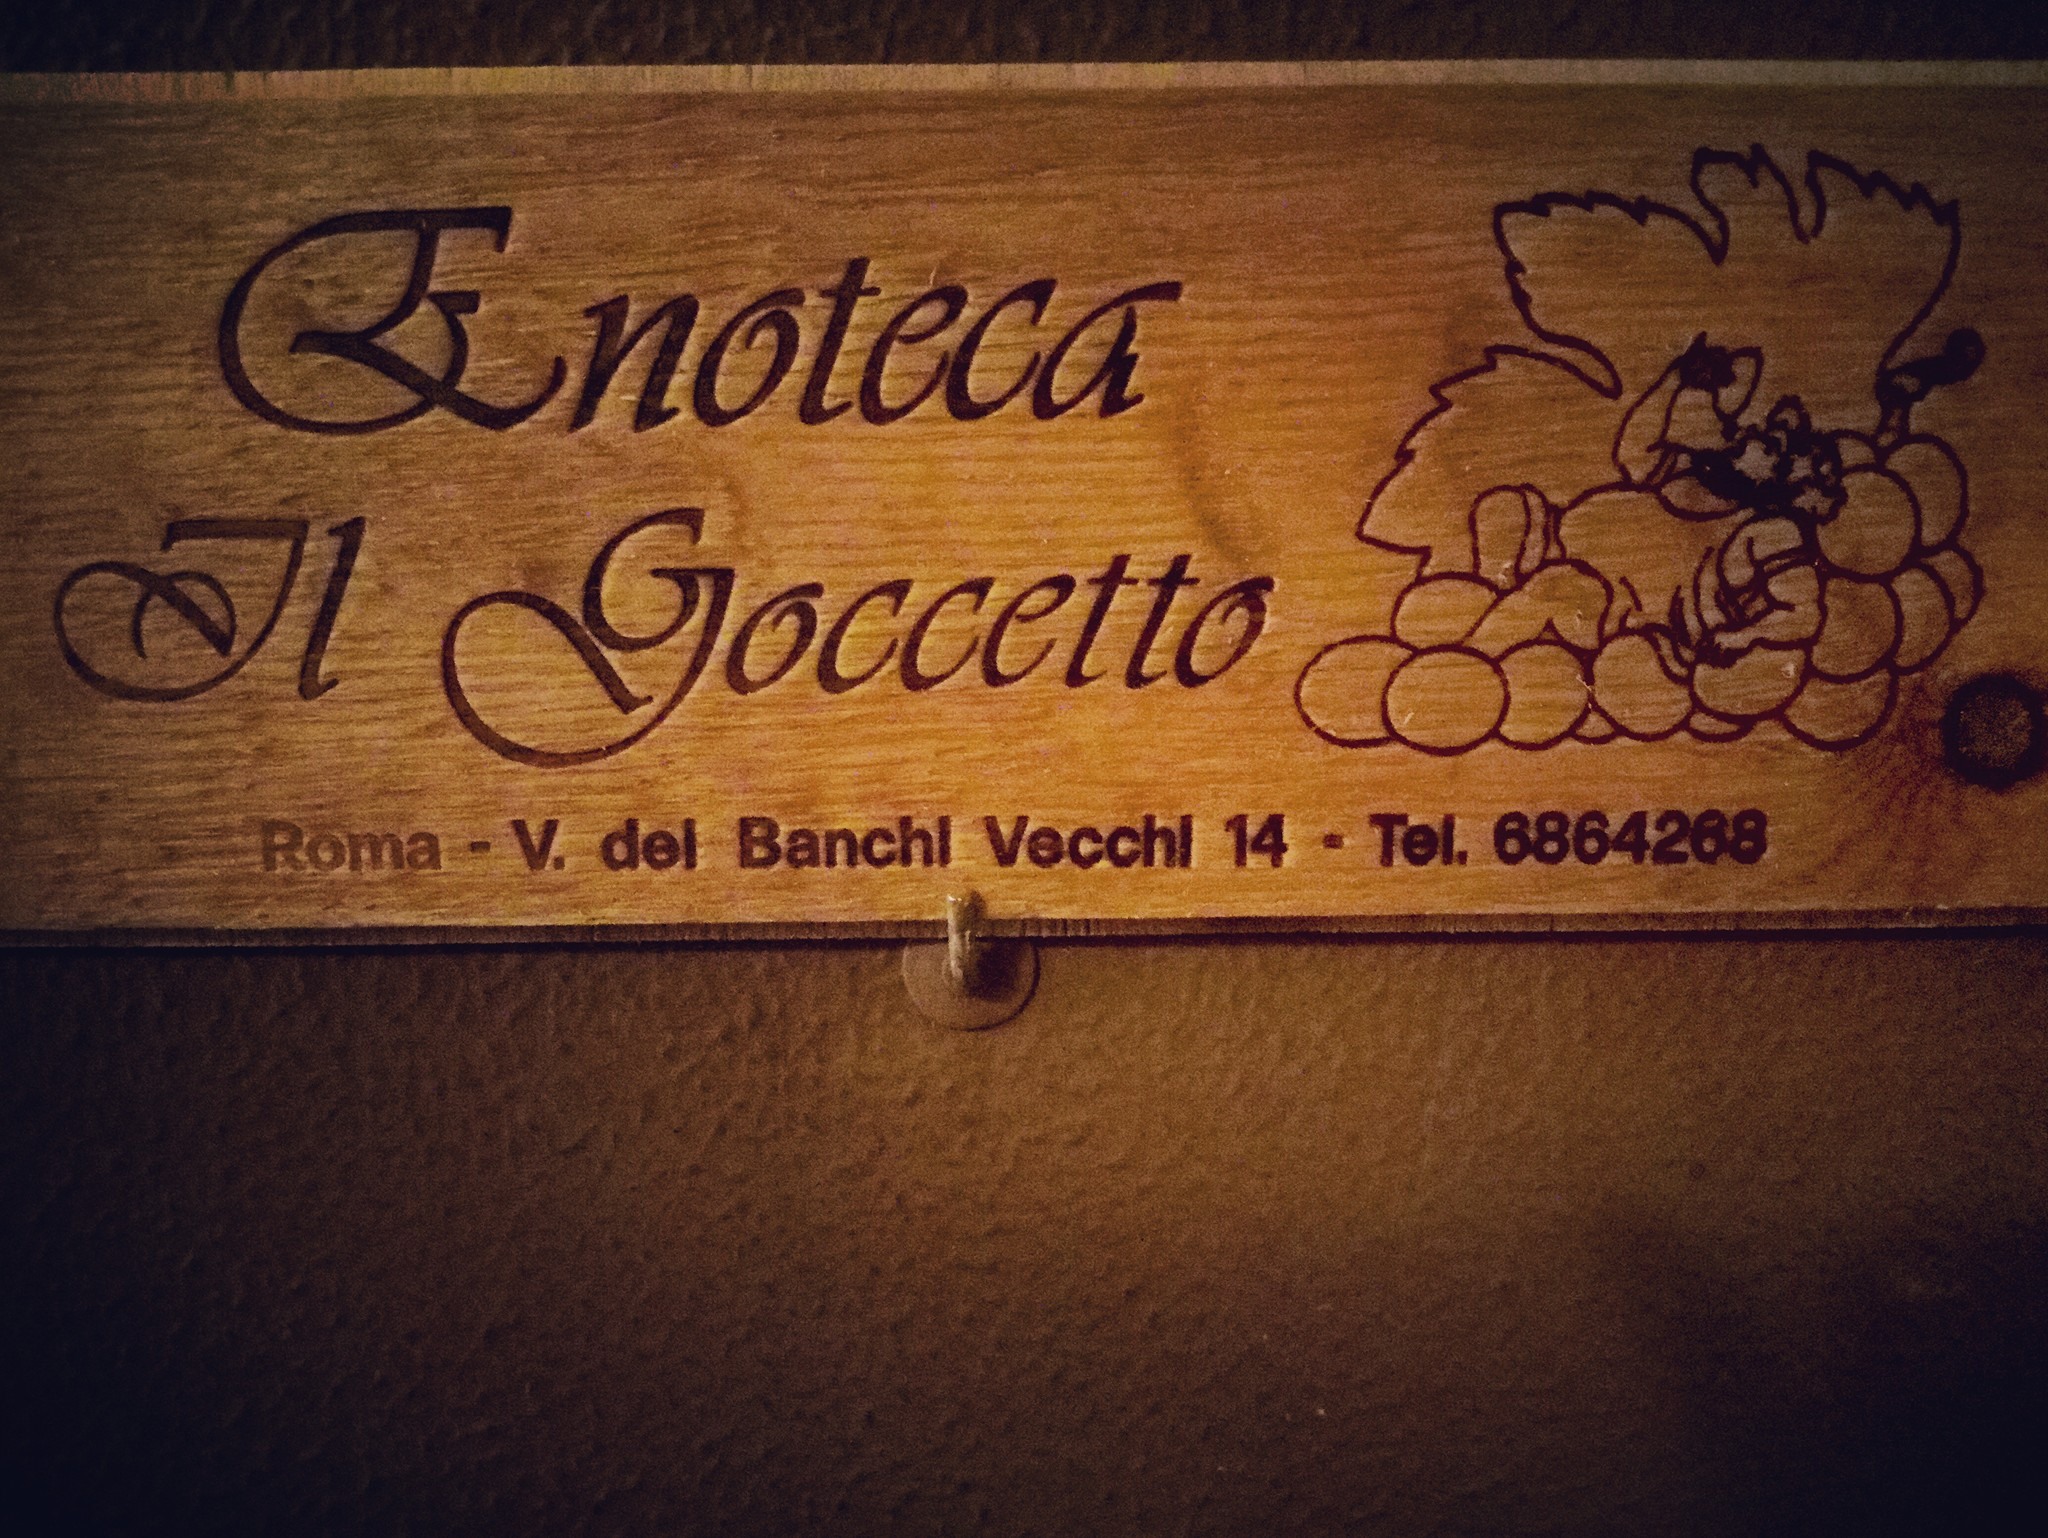 Enoteca
Il Goccetto
Roma - V. dei Banchi Vecchi 14 - Tel. 6864268